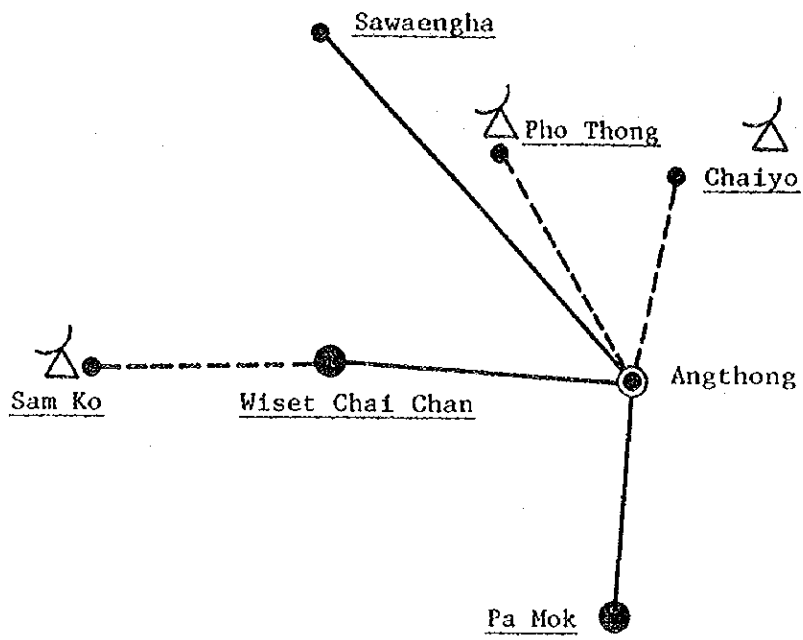 Sawaengha
Pho Thong
Chaiyo
Angthong
Sam Ko
Wiset Chai Chan
Pa Mok